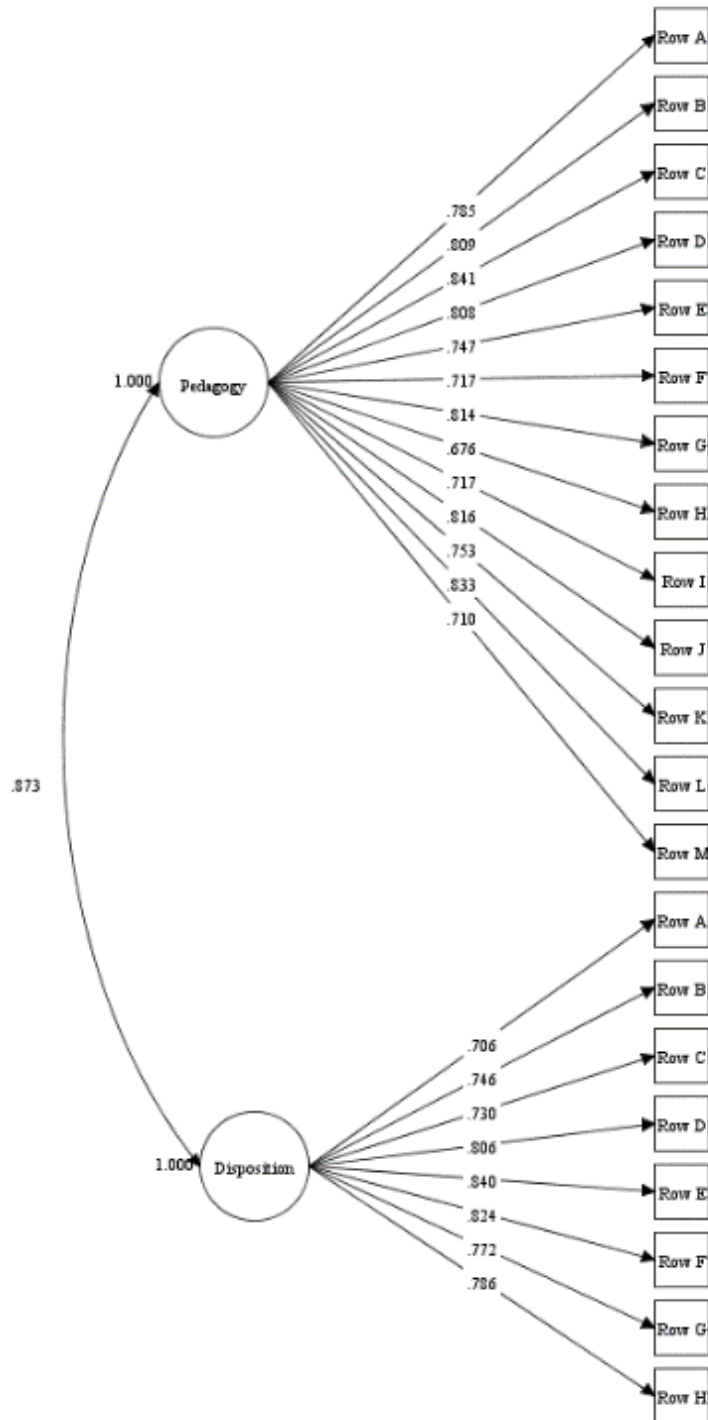 Row A
Row B
Row C
.785
.809
Row D
.841
.808
Row E
.747
1.000
Pedagogy
.717
Row F
.814
Row G
.676
.717
Row H
.816
.753
Row I
.833
.710
Row J
Row K
Row L
.873
Row M
Row A
Row B
.706
Row C
.746
.730
Row D
.806
1.000
Disposition
.840
Row E
.824
.772
Row F
.786
Row G
Row H